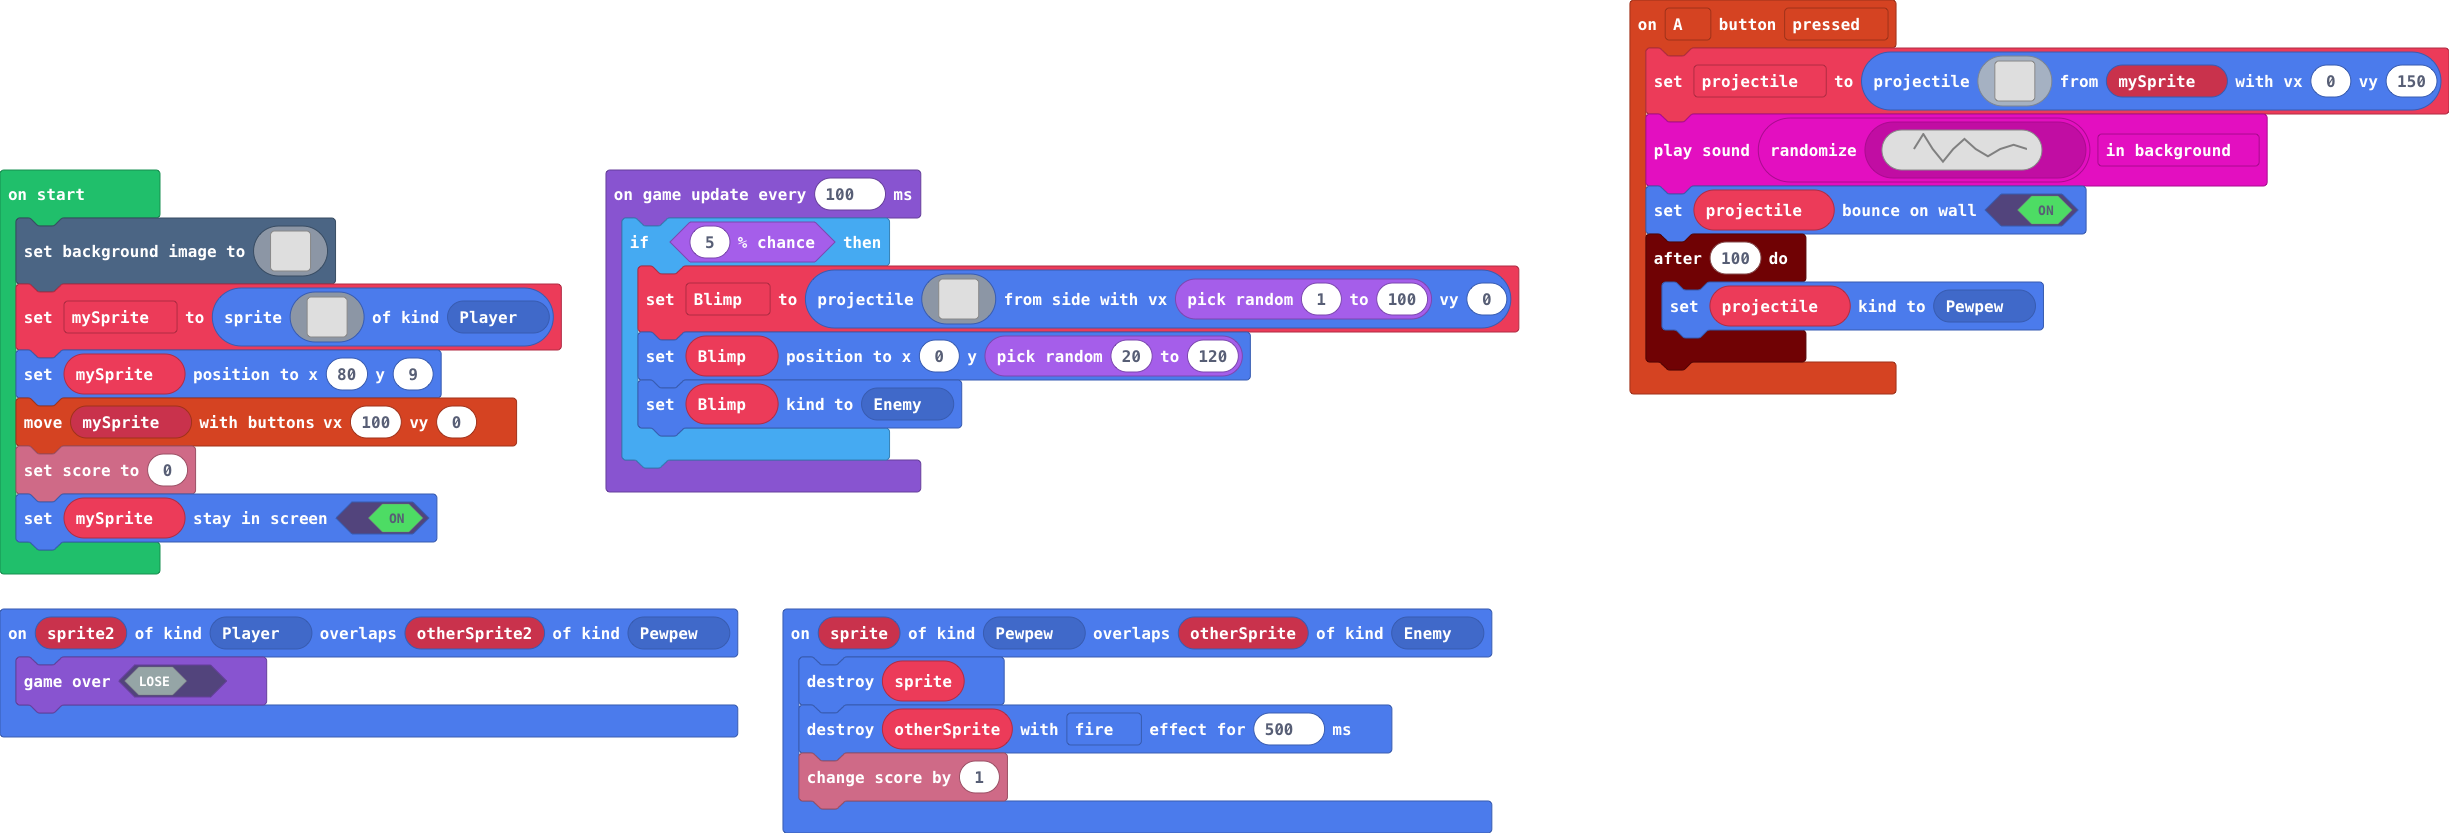 on start
set background image to
set mySprite to sprite of kind Player
set mySprite position to x 80 y 9
move mySprite with buttons vx 100 vy 0
set score to 0
set mySprite stay in screen ON
on game update every 100 ms
if 5 % chance then
set Blimp to projectile from side with vx pick random 1 to 100 vy 0
set Blimp position to x 0 y pick random 20 to 120
set Blimp kind to Enemy
on A button pressed
set projectile to projectile from mySprite with vx 0 vy 150
play sound randomize in background
set projectile bounce on wall ON
after 100 do
set projectile kind to Pewpew
on sprite2 of kind Player overlaps otherSprite2 of kind Pewpew
game over LOSE
on sprite of kind Pewpew overlaps otherSprite of kind Enemy
destroy sprite
destroy otherSprite with fire effect for 500 ms
change score by 1